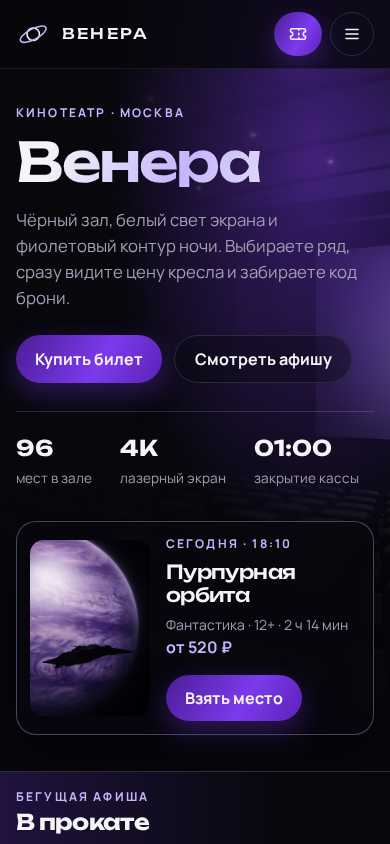 ВЕНЕРА
КИНОТЕАТР · МОСКВА
Венера
Чёрный зал, белый свет экрана и
фиолетовый контур ночи. Выбираете ряд,
сразу видите цену кресла и забираете код
брони.
Купить билет
Смотреть афишу
96
мест в зале
4K
лазерный экран
01:00
закрытие кассы
СЕГОДНЯ · 18:10
Пурпурная
орбита
Фантастика · 12+ · 2 ч 14 мин
от 520 ₽
Взять место
БЕГУЩАЯ АФИША
В прокате